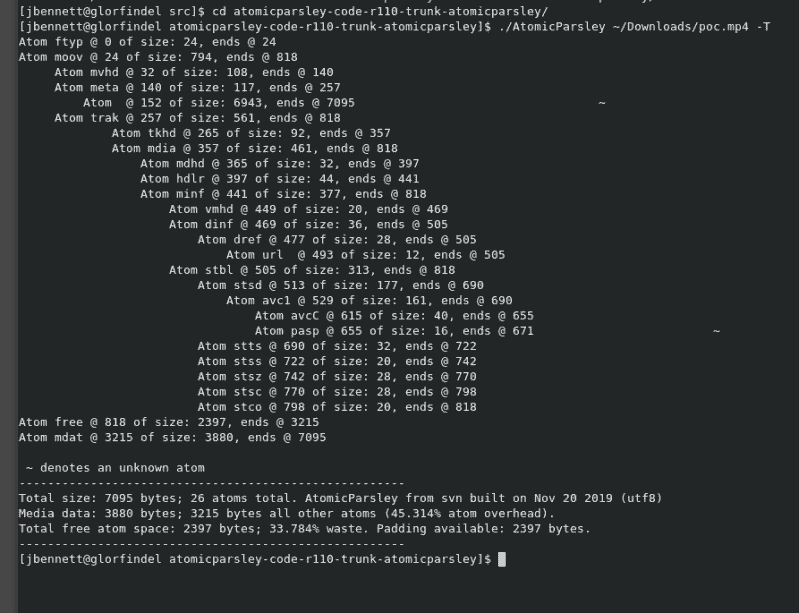 [jbennett@glorfindel src]$ cd atomicparsley-code-r110-trunk-atomicparsley/
[jbennett@glorfindel atomicparsley-code-r110-trunk-atomicparsley]$ ./AtomicParsley ~/Downloads/poc.mp4 -T
Atom ftyp @ 0 of size: 24, ends @ 24
Atom moov @ 24 of size: 794, ends @ 818
     Atom mvhd @ 32 of size: 108, ends @ 140
     Atom meta @ 140 of size: 117, ends @ 257
         Atom  @ 152 of size: 6943, ends @ 7095                                  ~
     Atom trak @ 257 of size: 561, ends @ 818
             Atom tkhd @ 265 of size: 92, ends @ 357
             Atom mdia @ 357 of size: 461, ends @ 818
                 Atom mdhd @ 365 of size: 32, ends @ 397
                 Atom hdlr @ 397 of size: 44, ends @ 441
                 Atom minf @ 441 of size: 377, ends @ 818
                     Atom vmhd @ 449 of size: 20, ends @ 469
                     Atom dinf @ 469 of size: 36, ends @ 505
                         Atom dref @ 477 of size: 28, ends @ 505
                             Atom url  @ 493 of size: 12, ends @ 505
                     Atom stbl @ 505 of size: 313, ends @ 818
                         Atom stsd @ 513 of size: 177, ends @ 690
                             Atom avc1 @ 529 of size: 161, ends @ 690
                                 Atom avcC @ 615 of size: 40, ends @ 655
                                 Atom pasp @ 655 of size: 16, ends @ 671                         ~
                         Atom stts @ 690 of size: 32, ends @ 722
                         Atom stss @ 722 of size: 20, ends @ 742
                         Atom stsz @ 742 of size: 28, ends @ 770
                         Atom stsc @ 770 of size: 28, ends @ 798
                         Atom stco @ 798 of size: 20, ends @ 818
Atom free @ 818 of size: 2397, ends @ 3215
Atom mdat @ 3215 of size: 3880, ends @ 7095
 ~ denotes an unknown atom
------------------------------------------------------
Total size: 7095 bytes; 26 atoms total. AtomicParsley from svn built on Nov 20 2019 (utf8)
Media data: 3880 bytes; 3215 bytes all other atoms (45.314% atom overhead).
Total free atom space: 2397 bytes; 33.784% waste. Padding available: 2397 bytes.
------------------------------------------------------
[jbennett@glorfindel atomicparsley-code-r110-trunk-atomicparsley]$